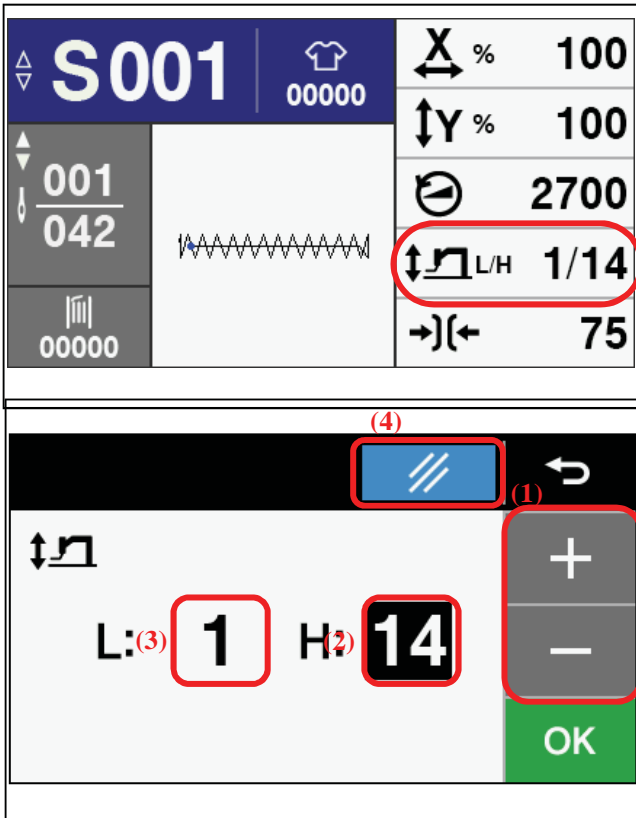 S001
00000
X % 100
Y % 100
001
042
2700
L/H 1/14
00000
75
(4)
(1)
L: (3) 1 H: (2) 14
OK